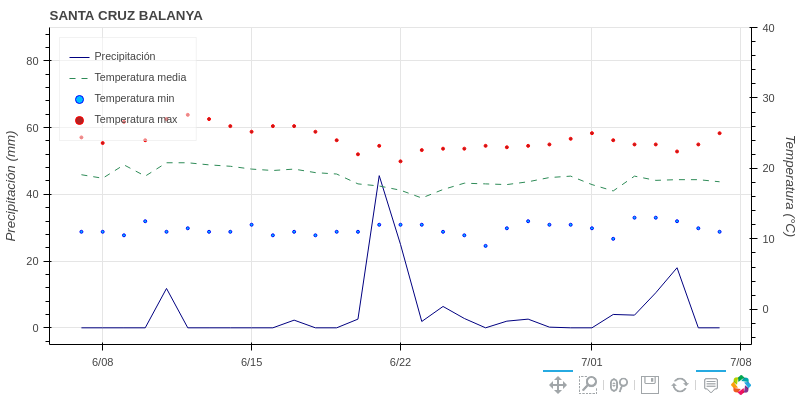 SANTA CRUZ BALANYA
Precipitación
Temperatura media
Temperatura min
Temperatura max
Precipitación (mm)
80
60
40
20
0
Temperatura (°C)
40
30
20
10
0
6/08
6/15
6/22
7/01
7/08